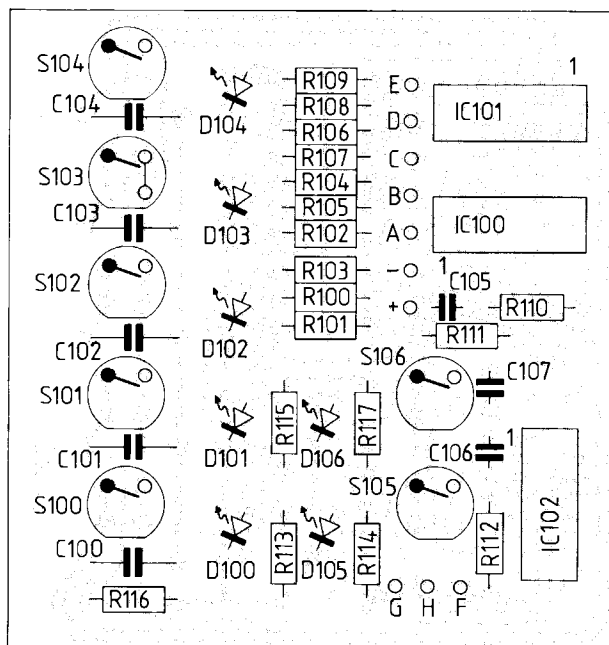 S104
C104
D104
R109
R108
R106
R107
R104
R105
R102
R103
R100
R101
E
D
C
B
A
-
+
1
IC101
IC100
S103
C103
D103
S102
C102
D102
1
C105
R110
R111
S101
C101
D101
R115
D106
R117
S106
C107
C106
1
S105
S100
C100
D100
R113
D105
R114
R112
IC102
R116
G H F